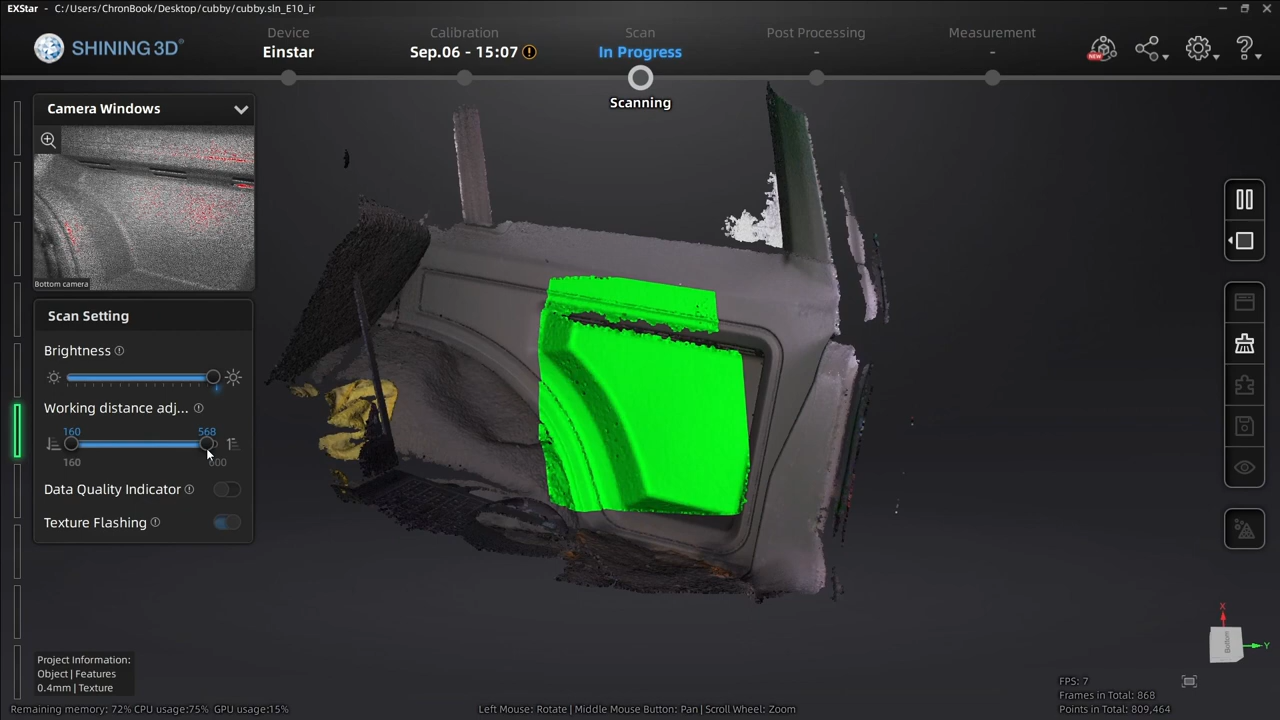 EXStar - C:/Users/ChronBook/Desktop/cubby/cubby.sln_E10_ir
SHINING 3D®
Device
Einstar
Calibration
Sep.06 - 15:07
Scan
In Progress
Scanning
Post Processing
-
Measurement
-
NEW
Camera Windows
Bottom camera
Scan Setting
Brightness
Working distance adj...
160
568
160
600
Data Quality Indicator
Texture Flashing
Project Information:
Object | Features
0.4mm | Texture
Remaining memory: 72% CPU usage:75% GPU usage:15%
Left Mouse: Rotate | Middle Mouse Button: Pan | Scroll Wheel: Zoom
X
Bottom
Y
FPS: 7
Frames in Total: 868
Points in Total: 809,464